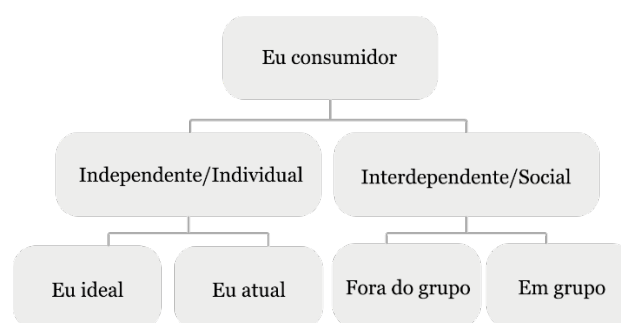 Eu consumidor
Independente/Individual
Interdependente/Social
Eu ideal
Eu atual
Fora do grupo
Em grupo